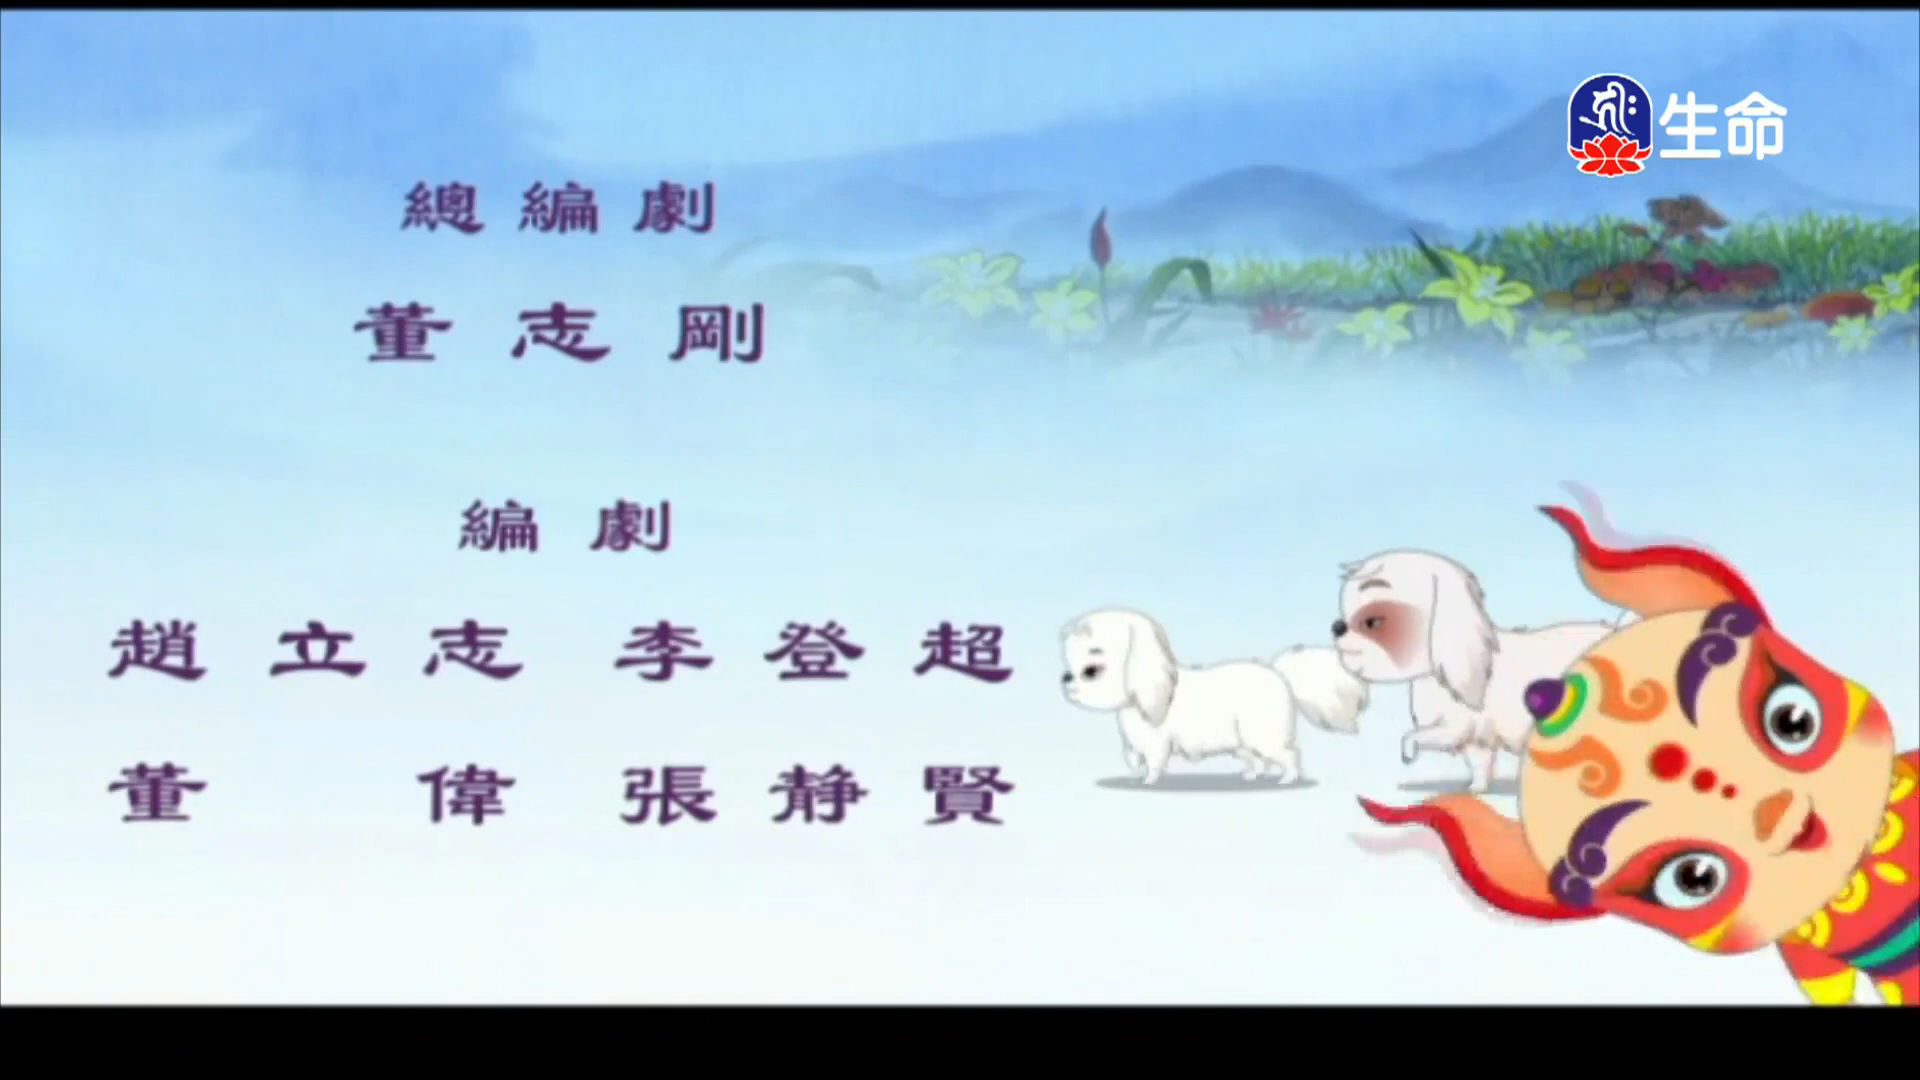 生命
總編劇
董志剛
編劇
趙立志 李登超
董偉 張靜賢